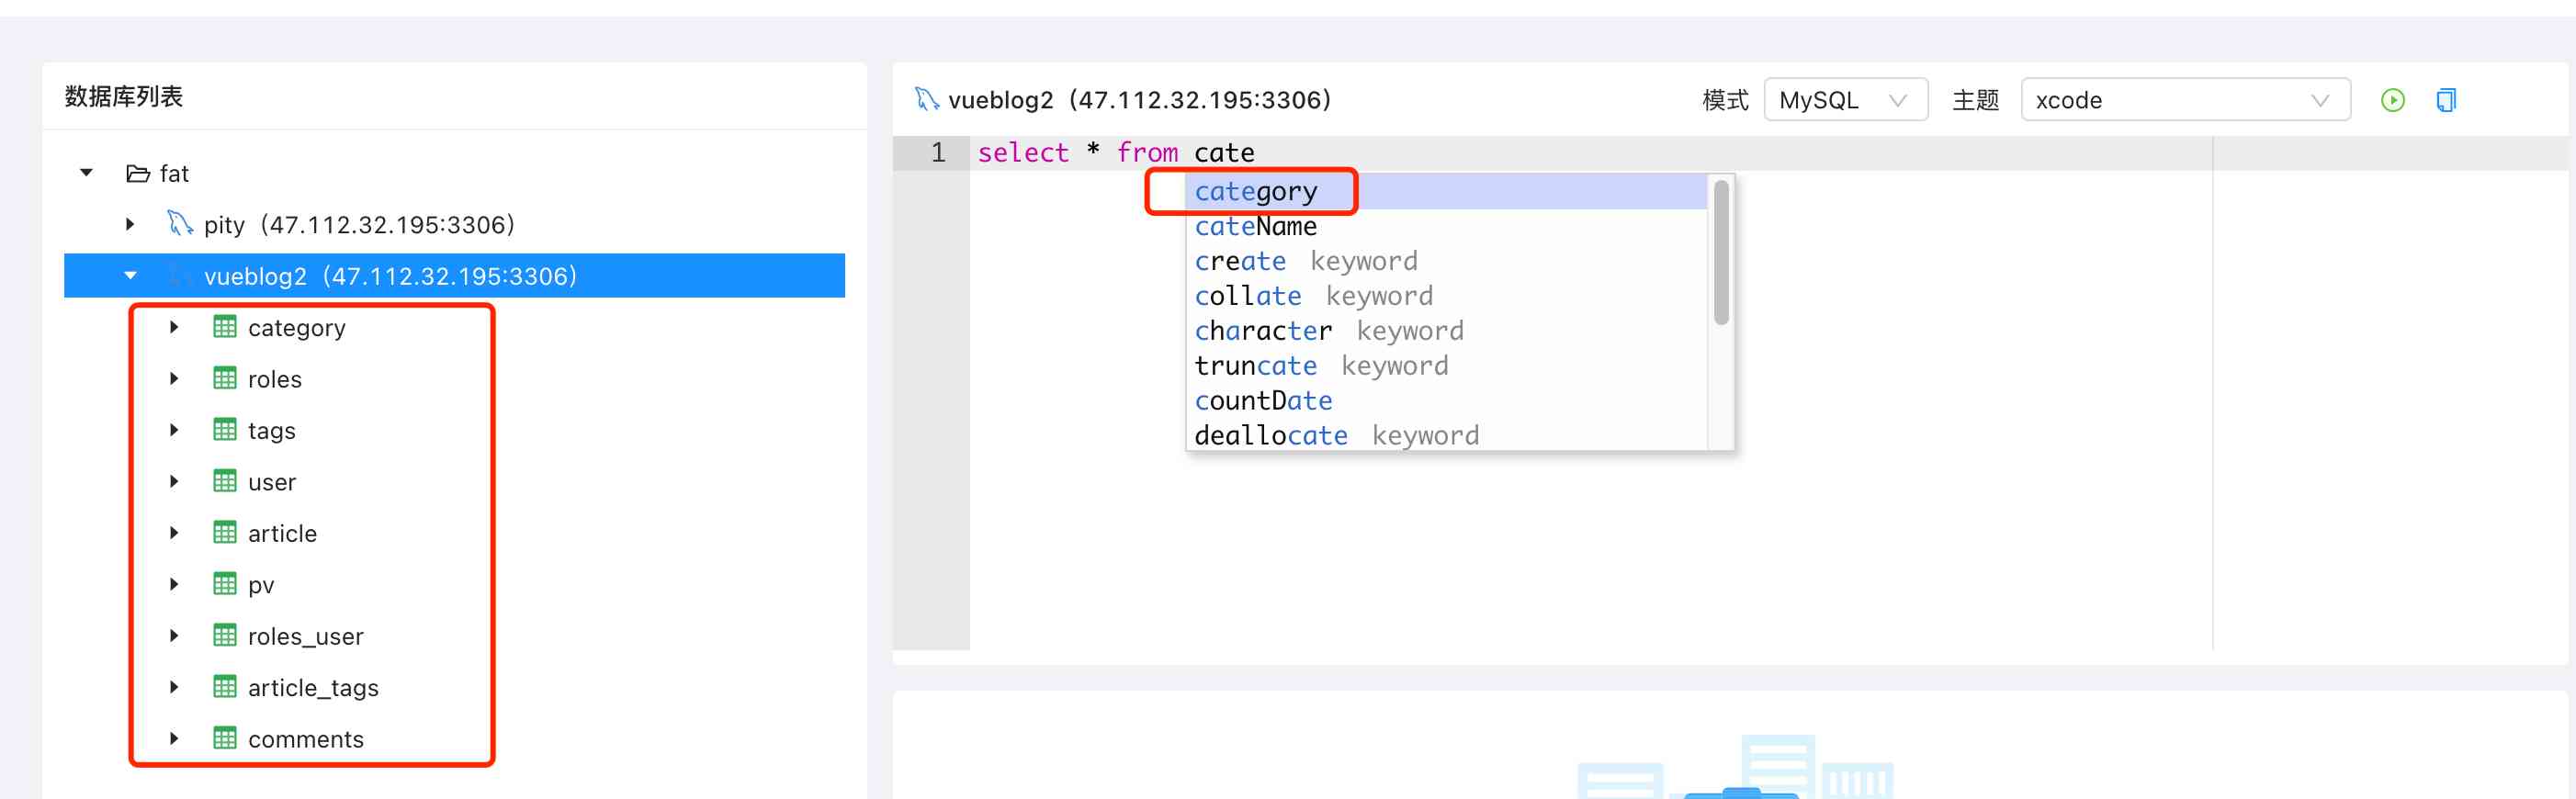 数据库列表
fat
pity (47.112.32.195:3306)
vueblog2 (47.112.32.195:3306)
category
roles
tags
user
article
pv
roles_user
article_tags
comments
vueblog2 (47.112.32.195:3306)
模式 MySQL 主题 xcode
1 select * from cate
category
cateName
create keyword
collate keyword
character keyword
truncate keyword
countDate
deallocate keyword